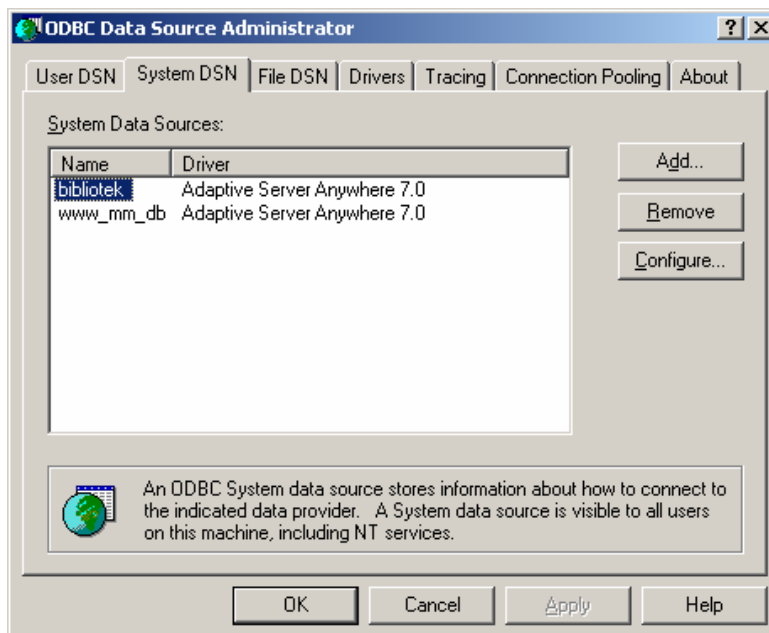 ODBC Data Source Administrator
User DSN System DSN File DSN Drivers Tracing Connection Pooling About
System Data Sources:
Name Driver
bibliotek Adaptive Server Anywhere 7.0
www_mm_db Adaptive Server Anywhere 7.0
Add...
Remove
Configure...
An ODBC System data source stores information about how to connect to
the indicated data provider. A System data source is visible to all users
on this machine, including NT services.
OK Cancel Apply Help